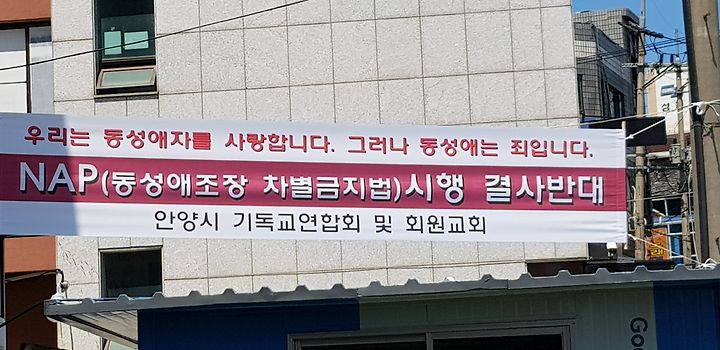 우리는 동성애자를 사랑합니다. 그러나 동성애는 죄입니다.
NAP(동성애조장 차별금지법)시행 결사반대
안양시 기독교연합회 및 회원교회